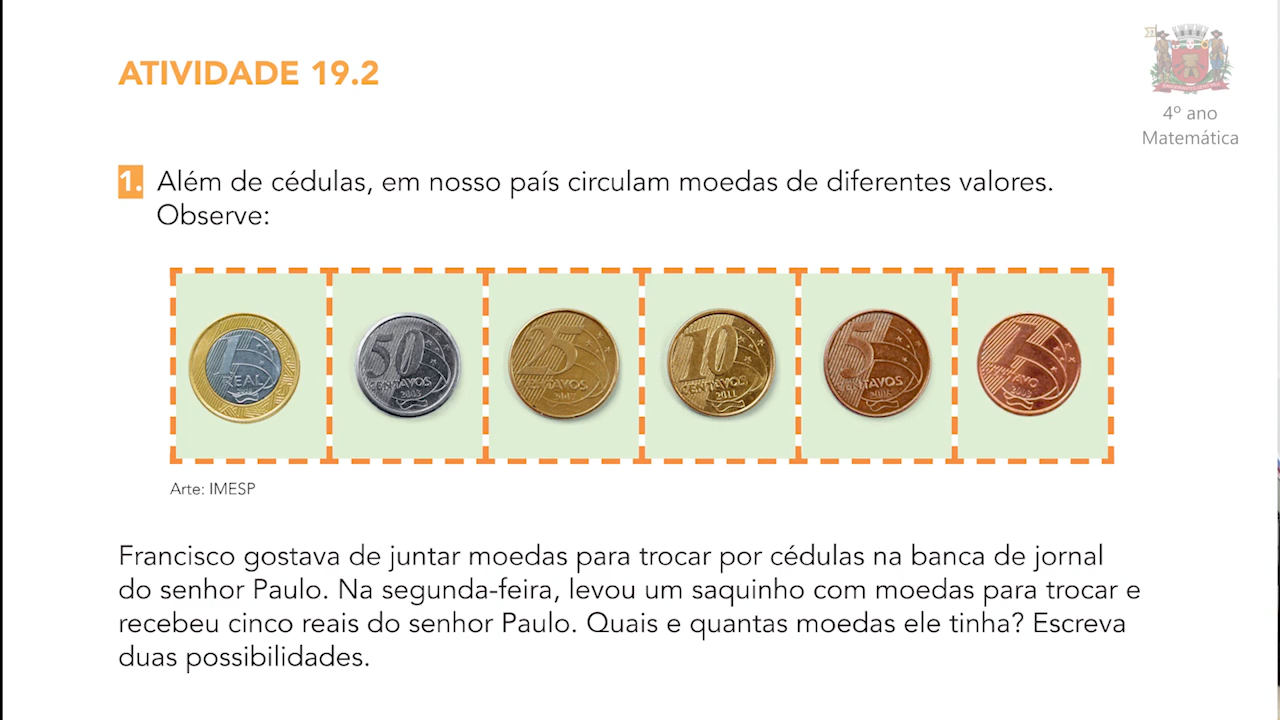 ATIVIDADE 19.2
4º ano
Matemática
1. Além de cédulas, em nosso país circulam moedas de diferentes valores.
Observe:
1
REAL
50
CENTAVOS
25
CENTAVOS
10
CENTAVOS
2011
5
CENTAVOS
1
Arte: IMESP
Francisco gostava de juntar moedas para trocar por cédulas na banca de jornal
do senhor Paulo. Na segunda-feira, levou um saquinho com moedas para trocar e
recebeu cinco reais do senhor Paulo. Quais e quantas moedas ele tinha? Escreva
duas possibilidades.